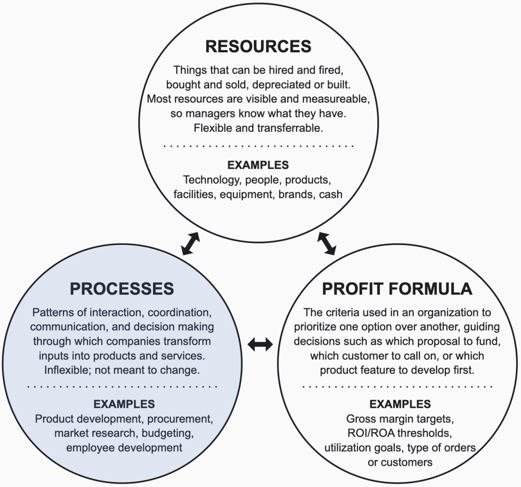 RESOURCES
Things that can be hired and fired,
bought and sold, depreciated or built.
Most resources are visible and measureable,
so managers know what they have.
Flexible and transferrable.
EXAMPLES
Technology, people, products,
facilities, equipment, brands, cash
PROCESSES
Patterns of interaction, coordination,
communication, and decision making
through which companies transform
inputs into products and services.
Inflexible; not meant to change.
EXAMPLES
Product development, procurement,
market research, budgeting,
employee development
PROFIT FORMULA
The criteria used in an organization to
prioritize one option over another, guiding
decisions such as which proposal to fund,
which customer to call on, or which
product feature to develop first.
EXAMPLES
Gross margin targets,
ROI/ROA thresholds,
utilization goals, type of orders
or customers